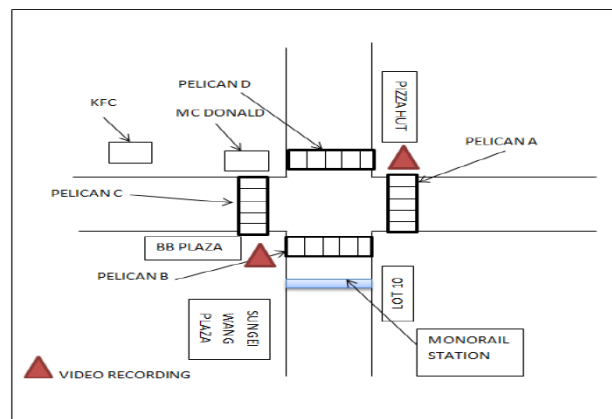 PELICAN D
KFC
MC DONALD
PIZZA HUT
PELICAN A
PELICAN C
BB PLAZA
PELICAN B
SUNGEI
WANG
PLAZA
LOT 10
MONORAIL
STATION
VIDEO RECORDING